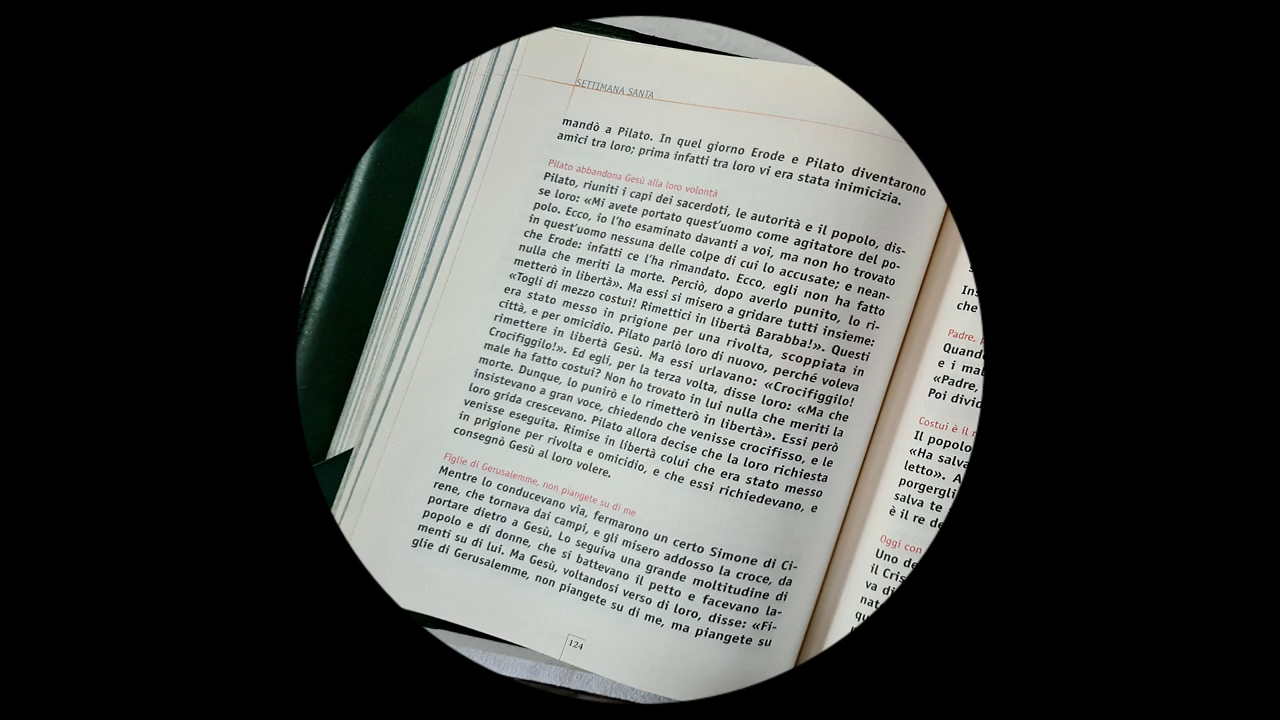 SETTIMANA SANTA
mandò a Pilato. In quel giorno Erode e Pilato diventarono
amici tra loro; prima infatti tra loro vi era stata inimicizia.
Pilato abbandona Gesù alla loro volontà
Pilato, riuniti i capi dei sacerdoti, le autorità e il popolo, dis-
se loro: «Mi avete portato quest'uomo come agitatore del po-
polo. Ecco, io l'ho esaminato davanti a voi, ma non ho trovato
in quest'uomo nessuna delle colpe di cui lo accusate; e nean-
che Erode: infatti ce l'ha rimandato. Ecco, egli non ha fatto
nulla che meriti la morte. Perciò, dopo averlo punito, lo ri-
metterò in libertà». Ma essi si misero a gridare tutti insieme:
«Togli di mezzo costui! Rimettici in libertà Barabba!». Questi
era stato messo in prigione per una rivolta, scoppiata in
città, e per omicidio. Pilato parlò loro di nuovo, perché voleva
rimettere in libertà Gesù. Ma essi urlavano: «Crocifiggilo!
Crocifiggilo!». Ed egli, per la terza volta, disse loro: «Ma che
male ha fatto costui? Non ho trovato in lui nulla che meriti la
morte. Dunque, lo punirò e lo rimetterò in libertà». Essi però
insistevano a gran voce, chiedendo che venisse crocifisso, e le
loro grida crescevano. Pilato allora decise che la loro richiesta
venisse eseguita. Rimise in libertà colui che era stato messo
in prigione per rivolta e omicidio, e che essi richiedevano, e
consegnò Gesù al loro volere.
Figlie di Gerusalemme, non piangete su di me
Mentre lo conducevano via, fermarono un certo Simone di Ci-
rene, che tornava dai campi, e gli misero addosso la croce, da
portare dietro a Gesù. Lo seguiva una grande moltitudine di
popolo e di donne, che si battevano il petto e facevano la-
menti su di lui. Ma Gesù, voltandosi verso di loro, disse: «Fi-
glie di Gerusalemme, non piangete su di me, ma piangete su
124
Ins
che
Padre,
Quand
e i mal
«Padre,
Poi divid
Costui è il
Il popolo
«Ha salva
letto». A
porgergli
salva te
è il re de
Oggi con
Uno de
il Cris
va di
nat
qu